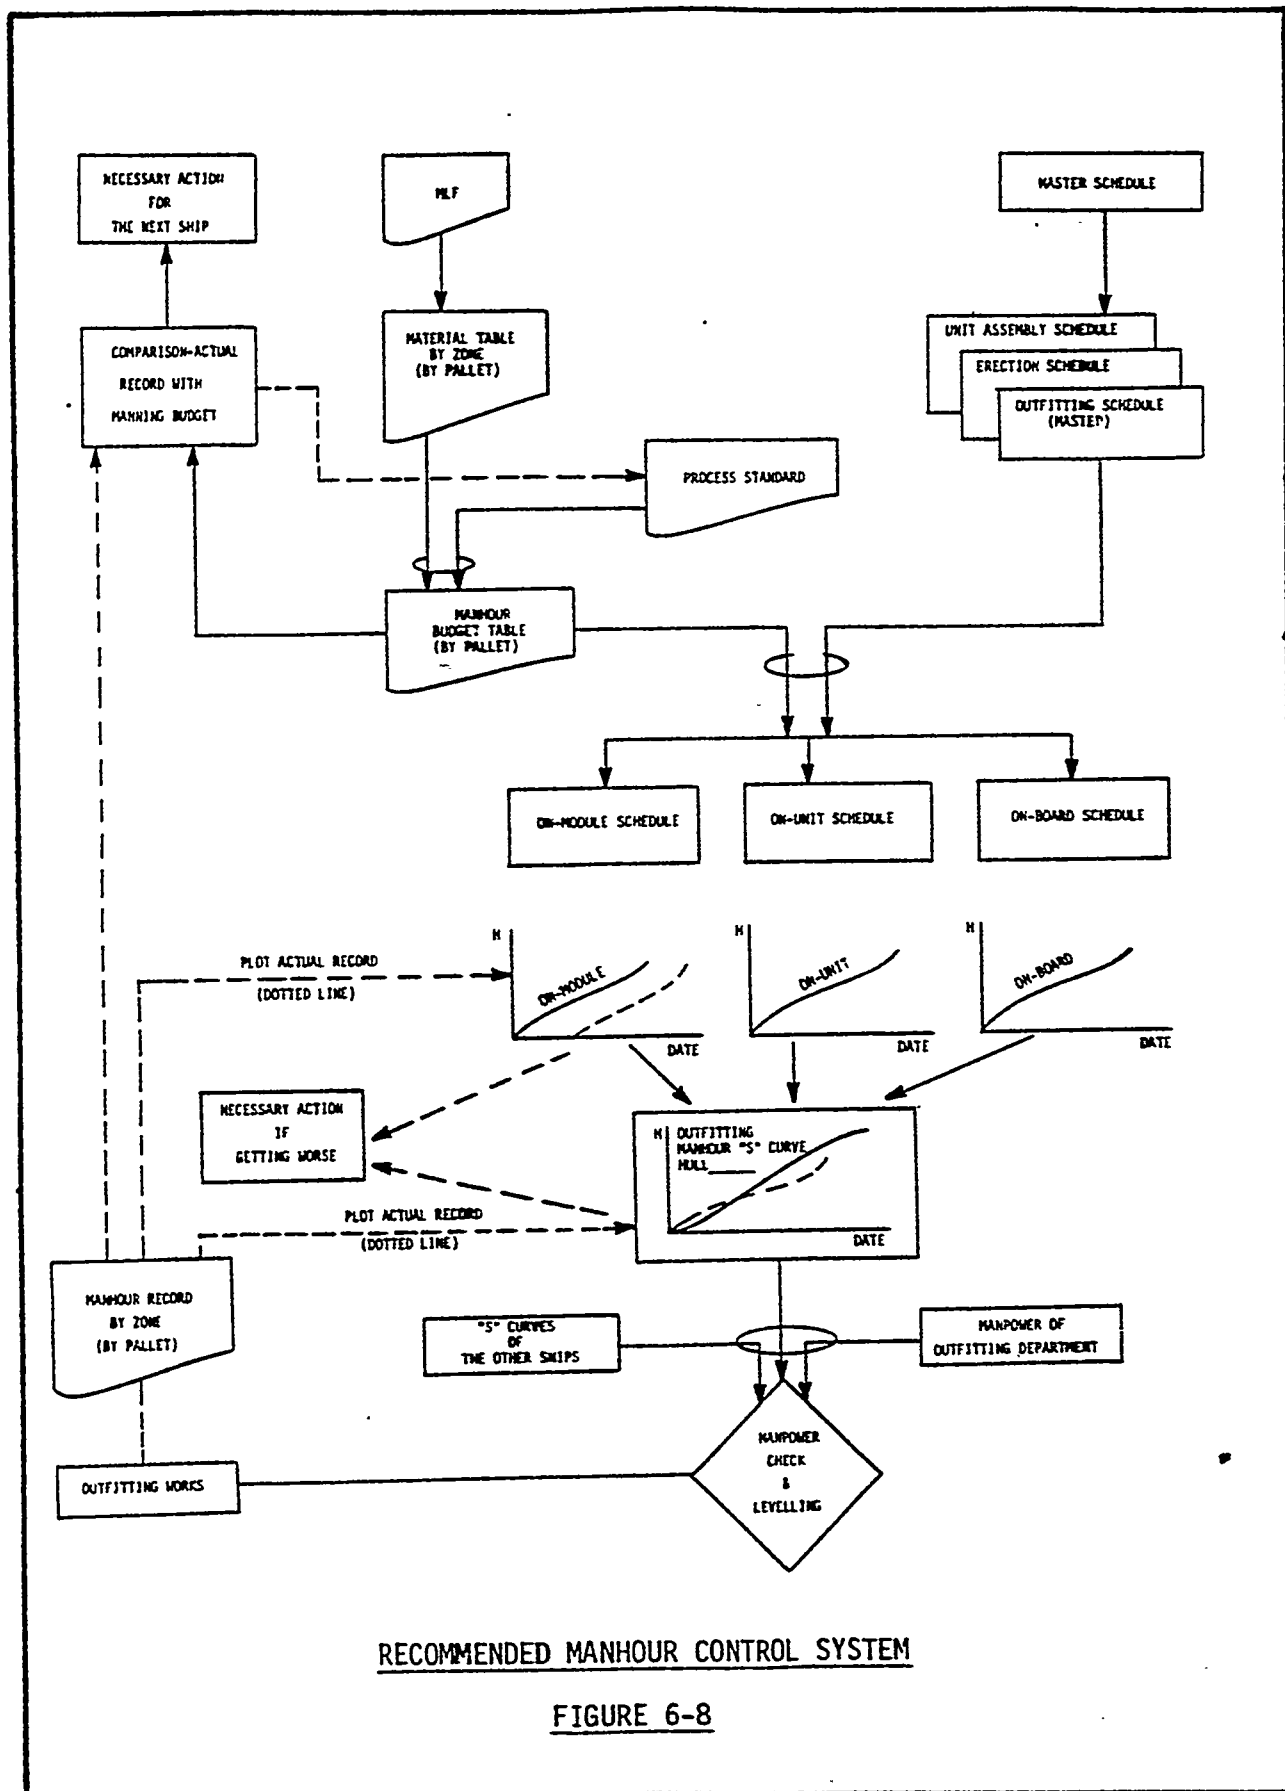 NECESSARY ACTION
FOR
THE NEXT SHIP
MLF
MASTER SCHEDULE
COMPARISON-ACTUAL
RECORD WITH
MANNING BUDGET
MATERIAL TABLE
BY ZONE
(BY PALLET)
UNIT ASSEMBLY SCHEDULE
ERECTION SCHEDULE
OUTFITTING SCHEDULE
(MASTER)
PROCESS STANDARD
MANHOUR
BUDGET TABLE
(BY PALLET)
ON-MODULE SCHEDULE
ON-UNIT SCHEDULE
ON-BOARD SCHEDULE
PLOT ACTUAL RECORD
(DOTTED LINE)
H
ON-MODULE
DATE
H
ON-UNIT
DATE
H
ON-BOARD
DATE
NECESSARY ACTION
IF
GETTING WORSE
H OUTFITTING
MANHOUR "S" CURVE
HULL
DATE
PLOT ACTUAL RECORD
(DOTTED LINE)
MANHOUR RECORD
BY ZONE
(BY PALLET)
"S" CURVES
OF
THE OTHER SHIPS
MANPOWER OF
OUTFITTING DEPARTMENT
MANPOWER
CHECK
&
LEVELLING
OUTFITTING WORKS
RECOMMENDED MANHOUR CONTROL SYSTEM
FIGURE 6-8